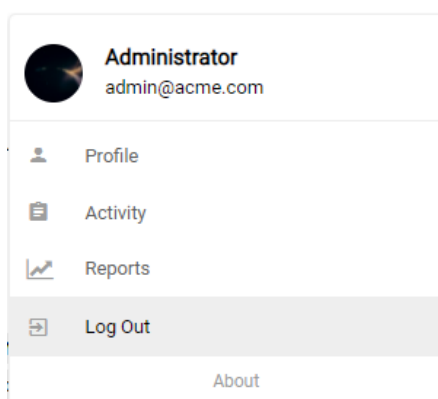 Administrator
admin@acme.com
Profile
Activity
Reports
Log Out
About